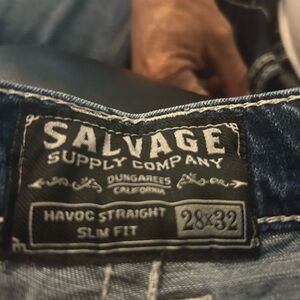 SALVAGE
SUPPLY COMPANY
DUNGAREES
CALIFORNIA
HAVOC STRAIGHT
SLIM FIT
28x32